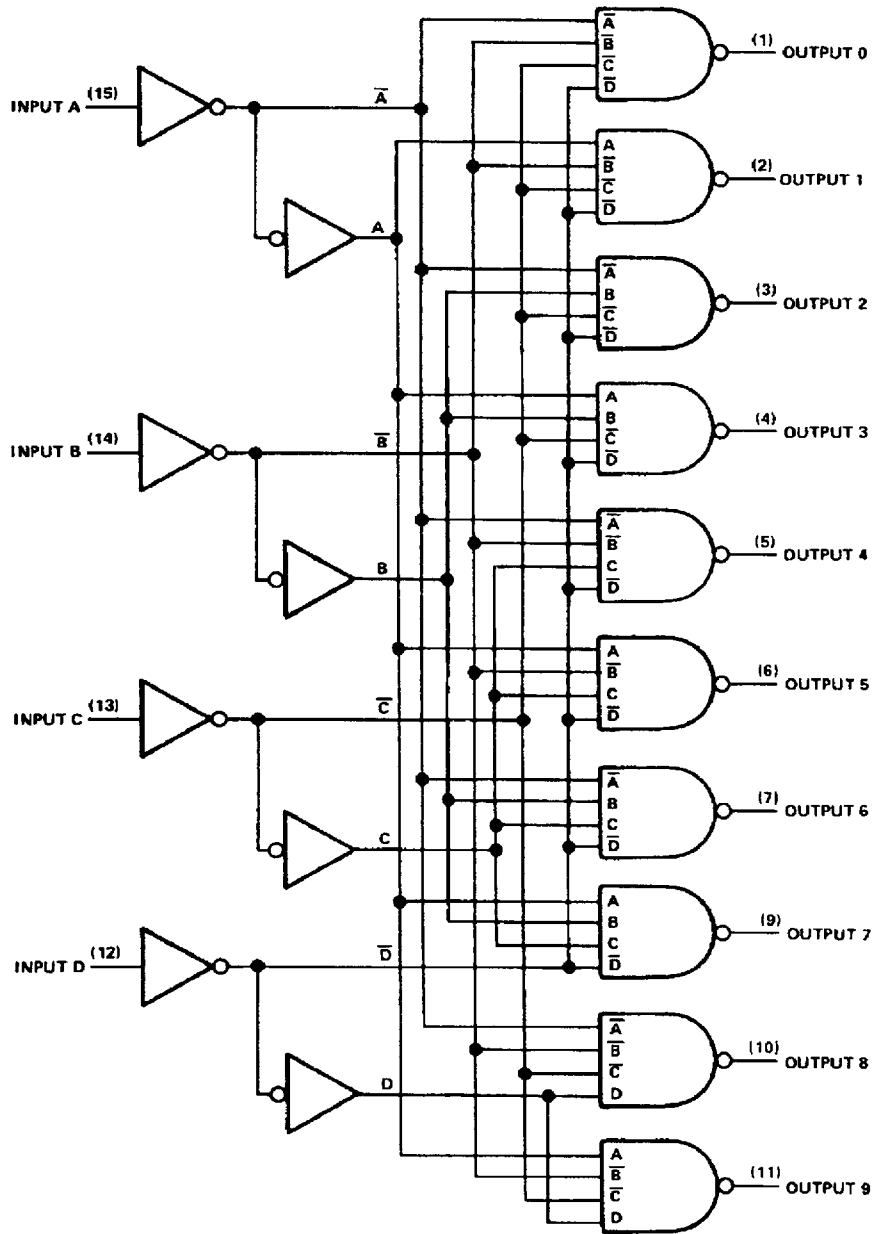 A̅
B̅
C̅
D̅
(1)
OUTPUT 0
INPUT A
(15)
A̅
A
B̅
C̅
D̅
(2)
OUTPUT 1
A
A̅
B
C̅
D̅
(3)
OUTPUT 2
A
B
C̅
D̅
(4)
OUTPUT 3
INPUT B
(14)
B̅
A̅
B̅
C
D̅
(5)
OUTPUT 4
B
A
B̅
C
D̅
(6)
OUTPUT 5
INPUT C
(13)
C̅
A̅
B
C
D̅
(7)
OUTPUT 6
C
A
B
C
D̅
(9)
OUTPUT 7
INPUT D
(12)
D̅
A̅
B̅
C̅
D
(10)
OUTPUT 8
D
A
B̅
C̅
D
(11)
OUTPUT 9